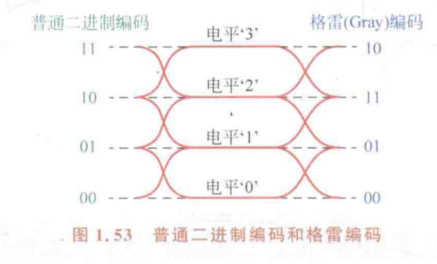 普通二进制编码 格雷(Gray)编码
电平‘3’
11 10
电平‘2’
10 11
电平‘1’
01 01
电平‘0’
00 00
图 1.53 普通二进制编码和格雷编码